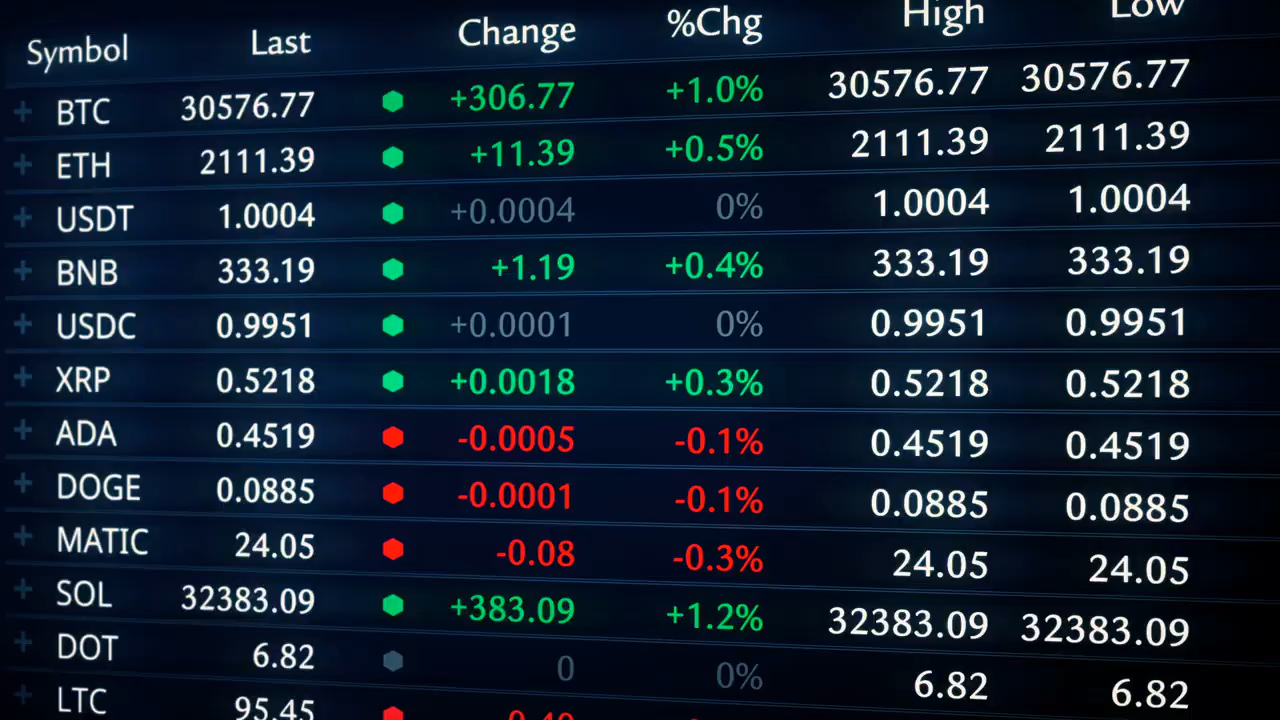 Symbol Last Change %Chg High Low
+ BTC 30576.77 +306.77 +1.0% 30576.77 30576.77
+ ETH 2111.39 +11.39 +0.5% 2111.39 2111.39
+ USDT 1.0004 +0.0004 0% 1.0004 1.0004
+ BNB 333.19 +1.19 +0.4% 333.19 333.19
+ USDC 0.9951 +0.0001 0% 0.9951 0.9951
+ XRP 0.5218 +0.0018 +0.3% 0.5218 0.5218
+ ADA 0.4519 -0.0005 -0.1% 0.4519 0.4519
+ DOGE 0.0885 -0.0001 -0.1% 0.0885 0.0885
+ MATIC 24.05 -0.08 -0.3% 24.05 24.05
+ SOL 32383.09 +383.09 +1.2% 32383.09 32383.09
+ DOT 6.82 0 0% 6.82 6.82
+ LTC 95.45